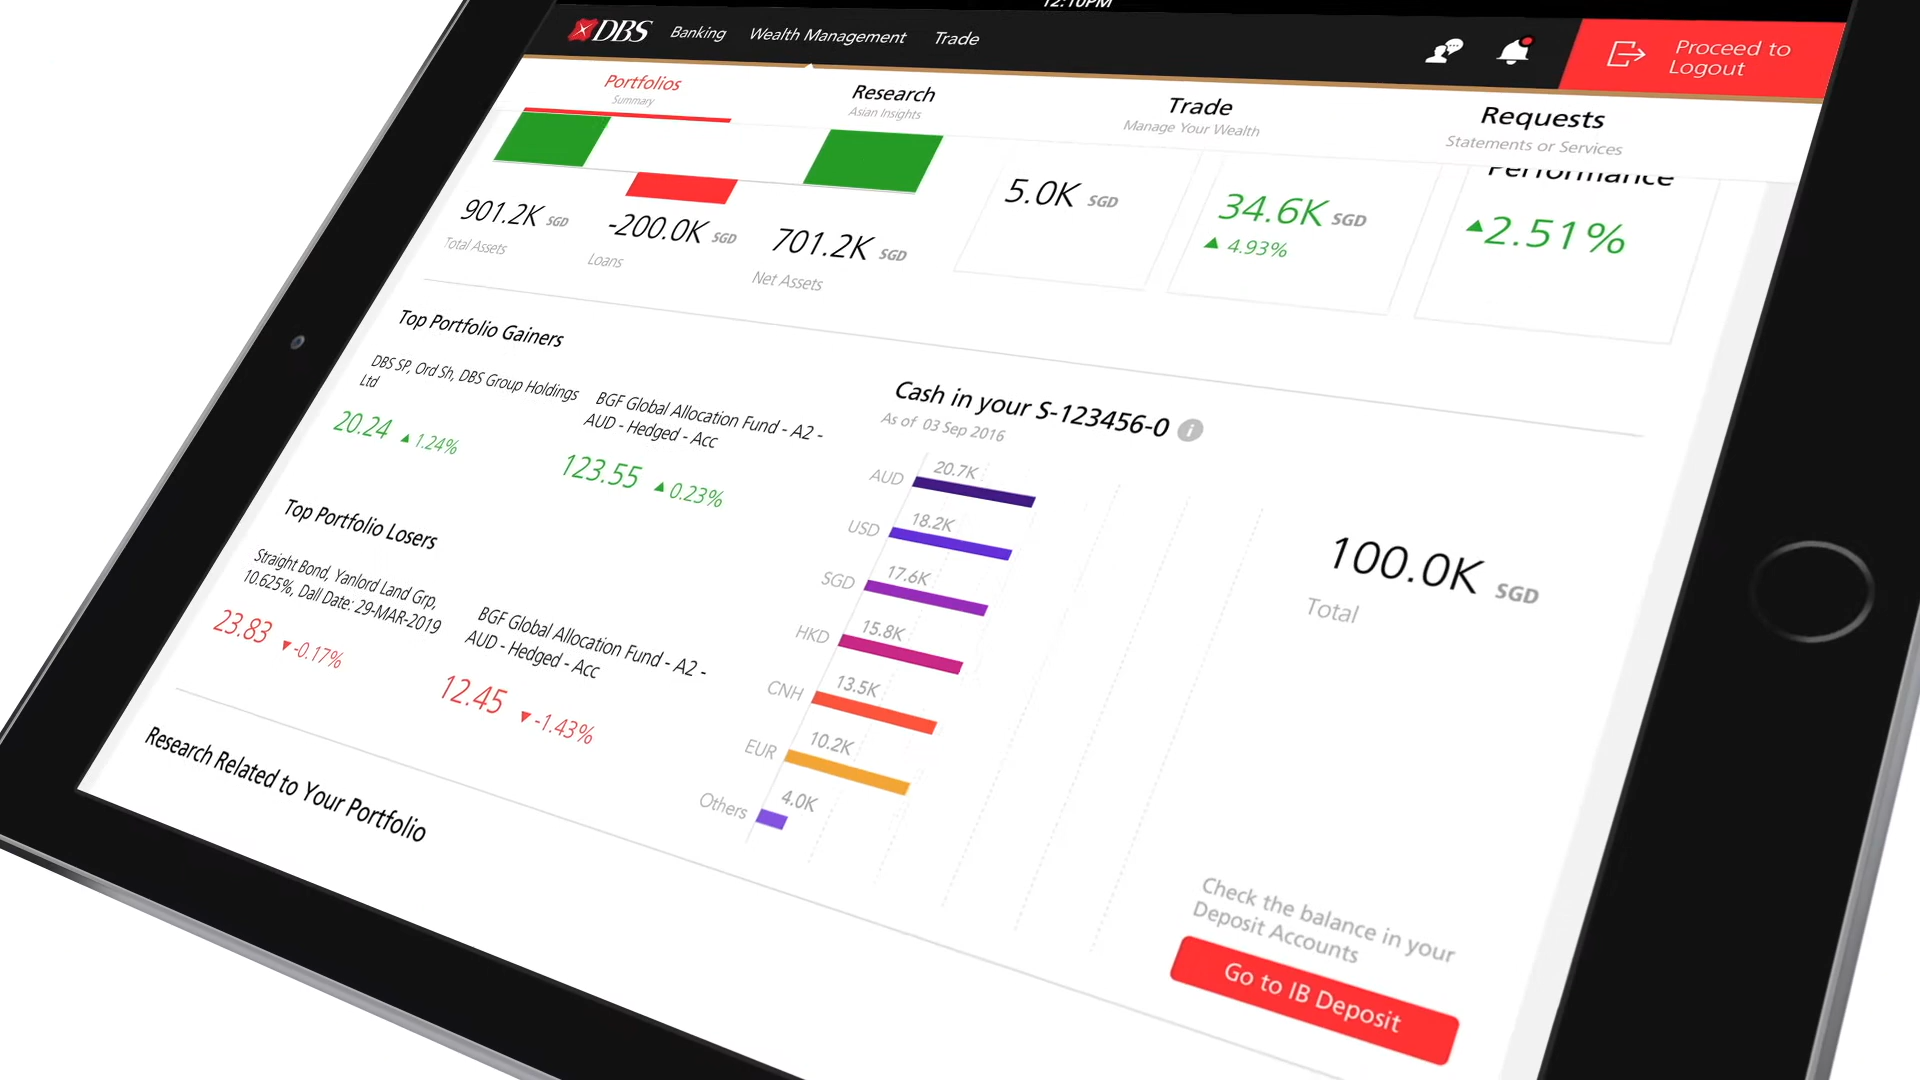 12:10PM
DBS
Banking
Wealth Management
Trade
Proceed to
Logout
Portfolios
Summary
Research
Asian Insights
Trade
Manage Your Wealth
Requests
Statements or Services
901.2K SGD
Total Assets
-200.0K SGD
Loans
701.2K SGD
Net Assets
5.0K SGD
34.6K SGD
▲ 4.93%
Performance
▲2.51%
Top Portfolio Gainers
DBS SP, Ord Sh, DBS Group Holdings
Ltd
20.24 ▲ 1.24%
BGF Global Allocation Fund - A2 -
AUD - Hedged - Acc
123.55 ▲ 0.23%
Top Portfolio Losers
Straight Bond, Yanlord Land Grp,
10.625%, Dall Date: 29-MAR-2019
23.83 ▼ -0.17%
BGF Global Allocation Fund - A2 -
AUD - Hedged - Acc
12.45 ▼ -1.43%
Cash in your S-123456-0 i
As of 03 Sep 2016
AUD 20.7K
USD 18.2K
SGD 17.6K
HKD 15.8K
CNH 13.5K
EUR 10.2K
Others 4.0K
100.0K SGD
Total
Check the balance in your
Deposit Accounts
Go to IB Deposit
Research Related to Your Portfolio